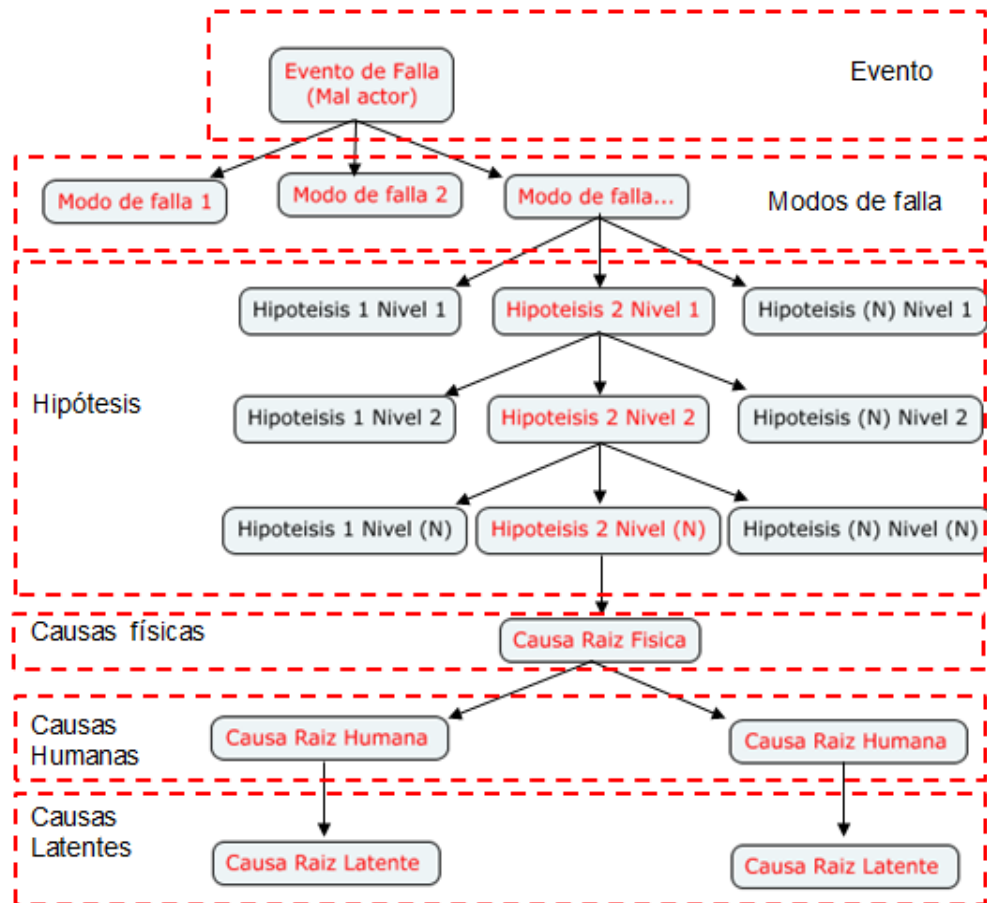 Evento de Falla
(Mal actor)
Evento
Modo de falla 1
Modo de falla 2
Modo de falla...
Modos de falla
Hipoteisis 1 Nivel 1
Hipoteisis 2 Nivel 1
Hipoteisis (N) Nivel 1
Hipótesis
Hipoteisis 1 Nivel 2
Hipoteisis 2 Nivel 2
Hipoteisis (N) Nivel 2
Hipoteisis 1 Nivel (N)
Hipoteisis 2 Nivel (N)
Hipoteisis (N) Nivel (N)
Causas físicas
Causa Raiz Fisica
Causas
Humanas
Causa Raiz Humana
Causa Raiz Humana
Causas
Latentes
Causa Raiz Latente
Causa Raiz Latente